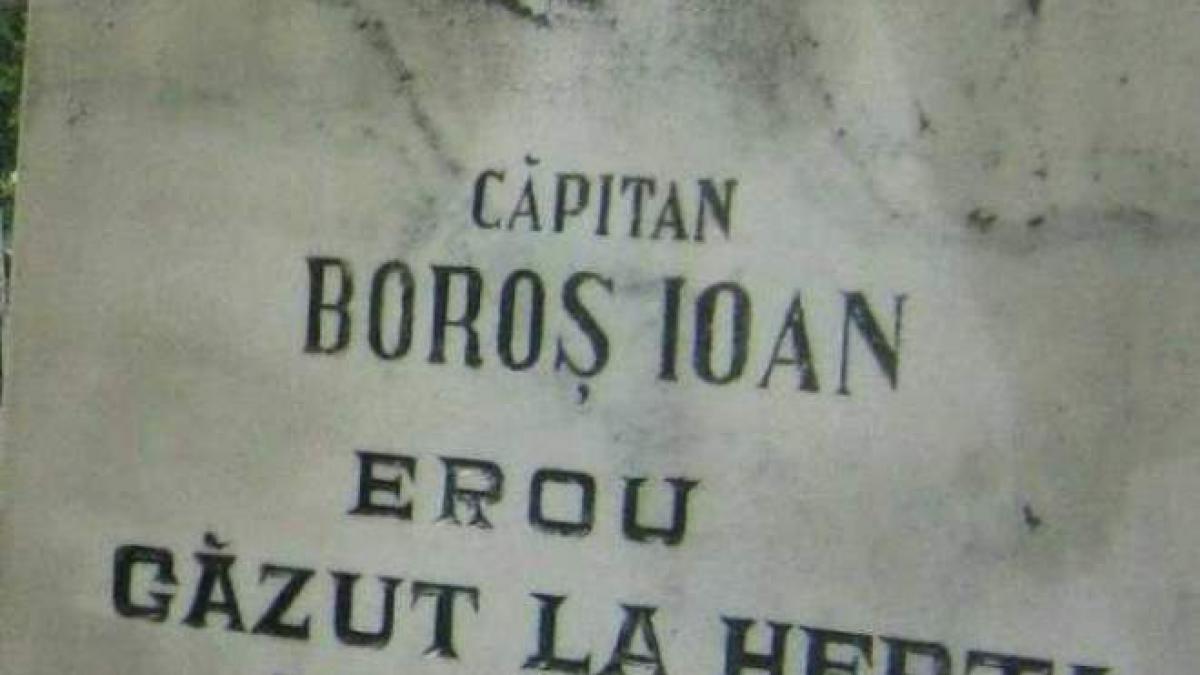 CĂPITAN
BOROȘ IOAN
EROU
CĂZUT LA